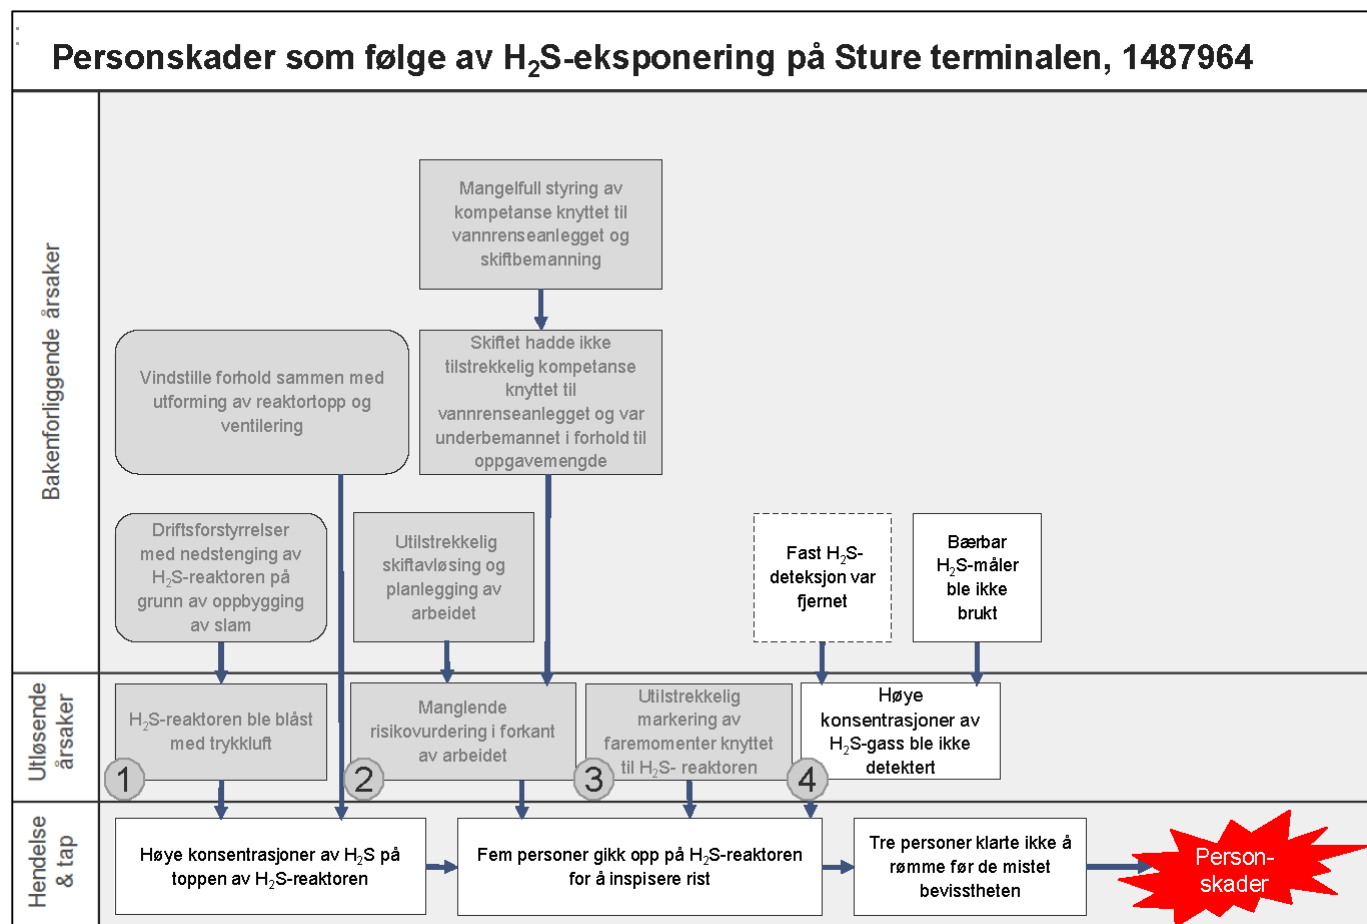 :
Personskader som følge av H₂S-eksponering på Sture terminalen, 1487964
Bakenforliggende årsaker
Mangelfull styring av
kompetanse knyttet til
vannrenseanlegget og
skiftbemanning
Vindstille forhold sammen med
utforming av reaktortopp og
ventilering
Skiftet hadde ikke
tilstrekkelig kompetanse
knyttet til
vannrenseanlegget og var
underbemannet i forhold til
oppgavemengde
Driftsforstyrrelser
med nedstenging av
H₂S-reaktoren på
grunn av oppbygging
av slam
Utilstrekkelig
skiftavløsing og
planlegging av
arbeidet
Fast H₂S-
deteksjon var
fjernet
Bærbar
H₂S-måler
ble ikke
brukt
Utløsende
årsaker
H₂S-reaktoren ble blåst
med trykkluft
1
Manglende
risikovurdering i forkant
av arbeidet
2
Utilstrekkelig
markering av
faremomenter knyttet
til H₂S- reaktoren
3
Høye
konsentrasjoner av
H₂S-gass ble ikke
detektert
4
Hendelse
& tap
Høye konsentrasjoner av H₂S på
toppen av H₂S-reaktoren
Fem personer gikk opp på H₂S-reaktoren
for å inspisere rist
Tre personer klarte ikke å
rømme før de mistet
bevissstheten
Person-
skader